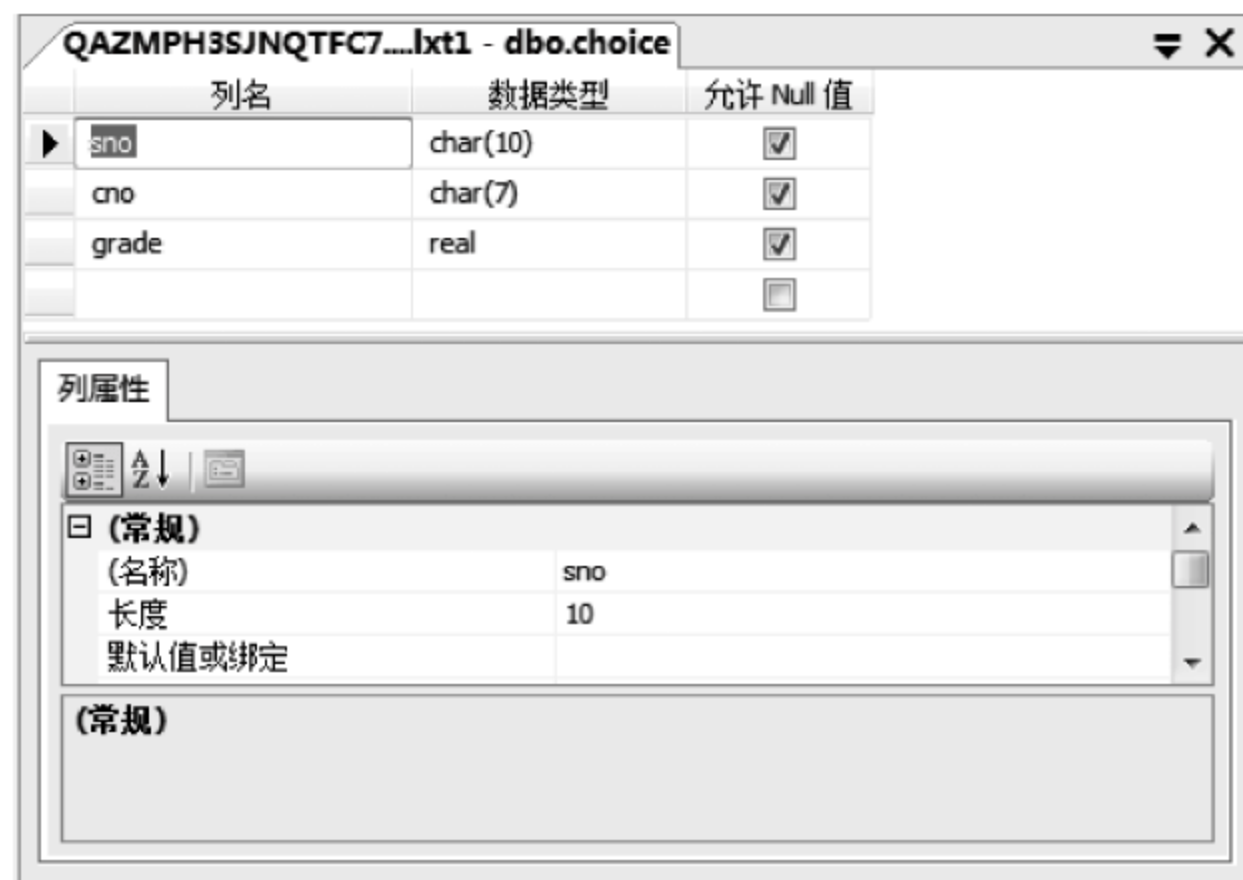 QAZMPH3SJNQTFC7....lxt1 - dbo.choice
列名 数据类型 允许 Null 值
sno char(10)
cno char(7)
grade real
列属性
(常规)
(名称) sno
长度 10
默认值或绑定
(常规)